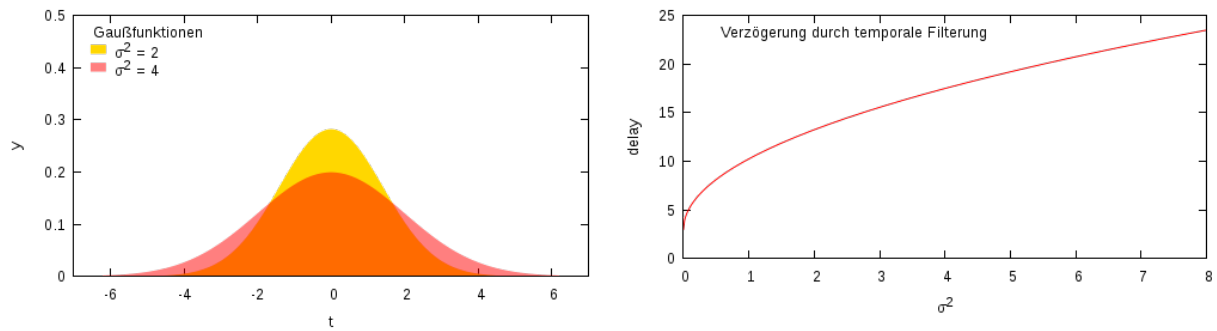 Gaußfunktionen
σ² = 2
σ² = 4
0.5
0.4
0.3
0.2
0.1
0
y
-6 -4 -2 0 2 4 6
t
Verzögerung durch temporale Filterung
25
20
15
10
5
0
delay
0 1 2 3 4 5 6 7 8
σ²